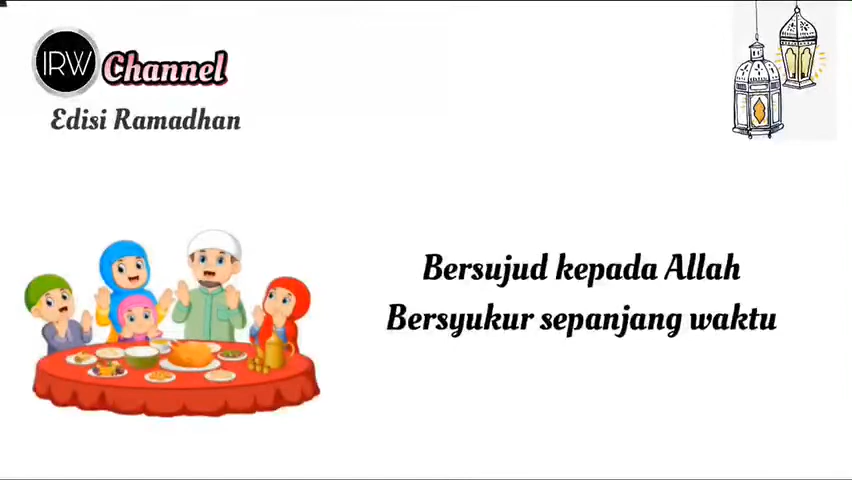 IRW Channel
Edisi Ramadhan
Bersujud kepada Allah
Bersyukur sepanjang waktu